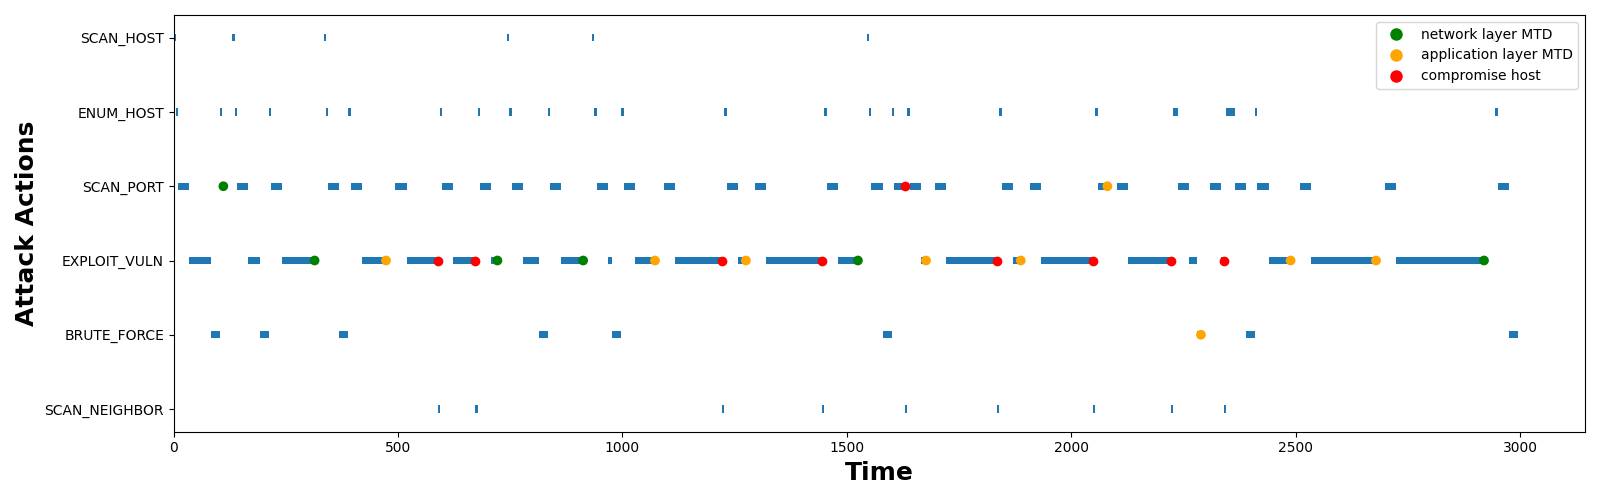 SCAN_HOST
ENUM_HOST
SCAN_PORT
EXPLOIT_VULN
BRUTE_FORCE
SCAN_NEIGHBOR
Attack Actions
network layer MTD
application layer MTD
compromise host
0 500 1000 1500 2000 2500 3000
Time